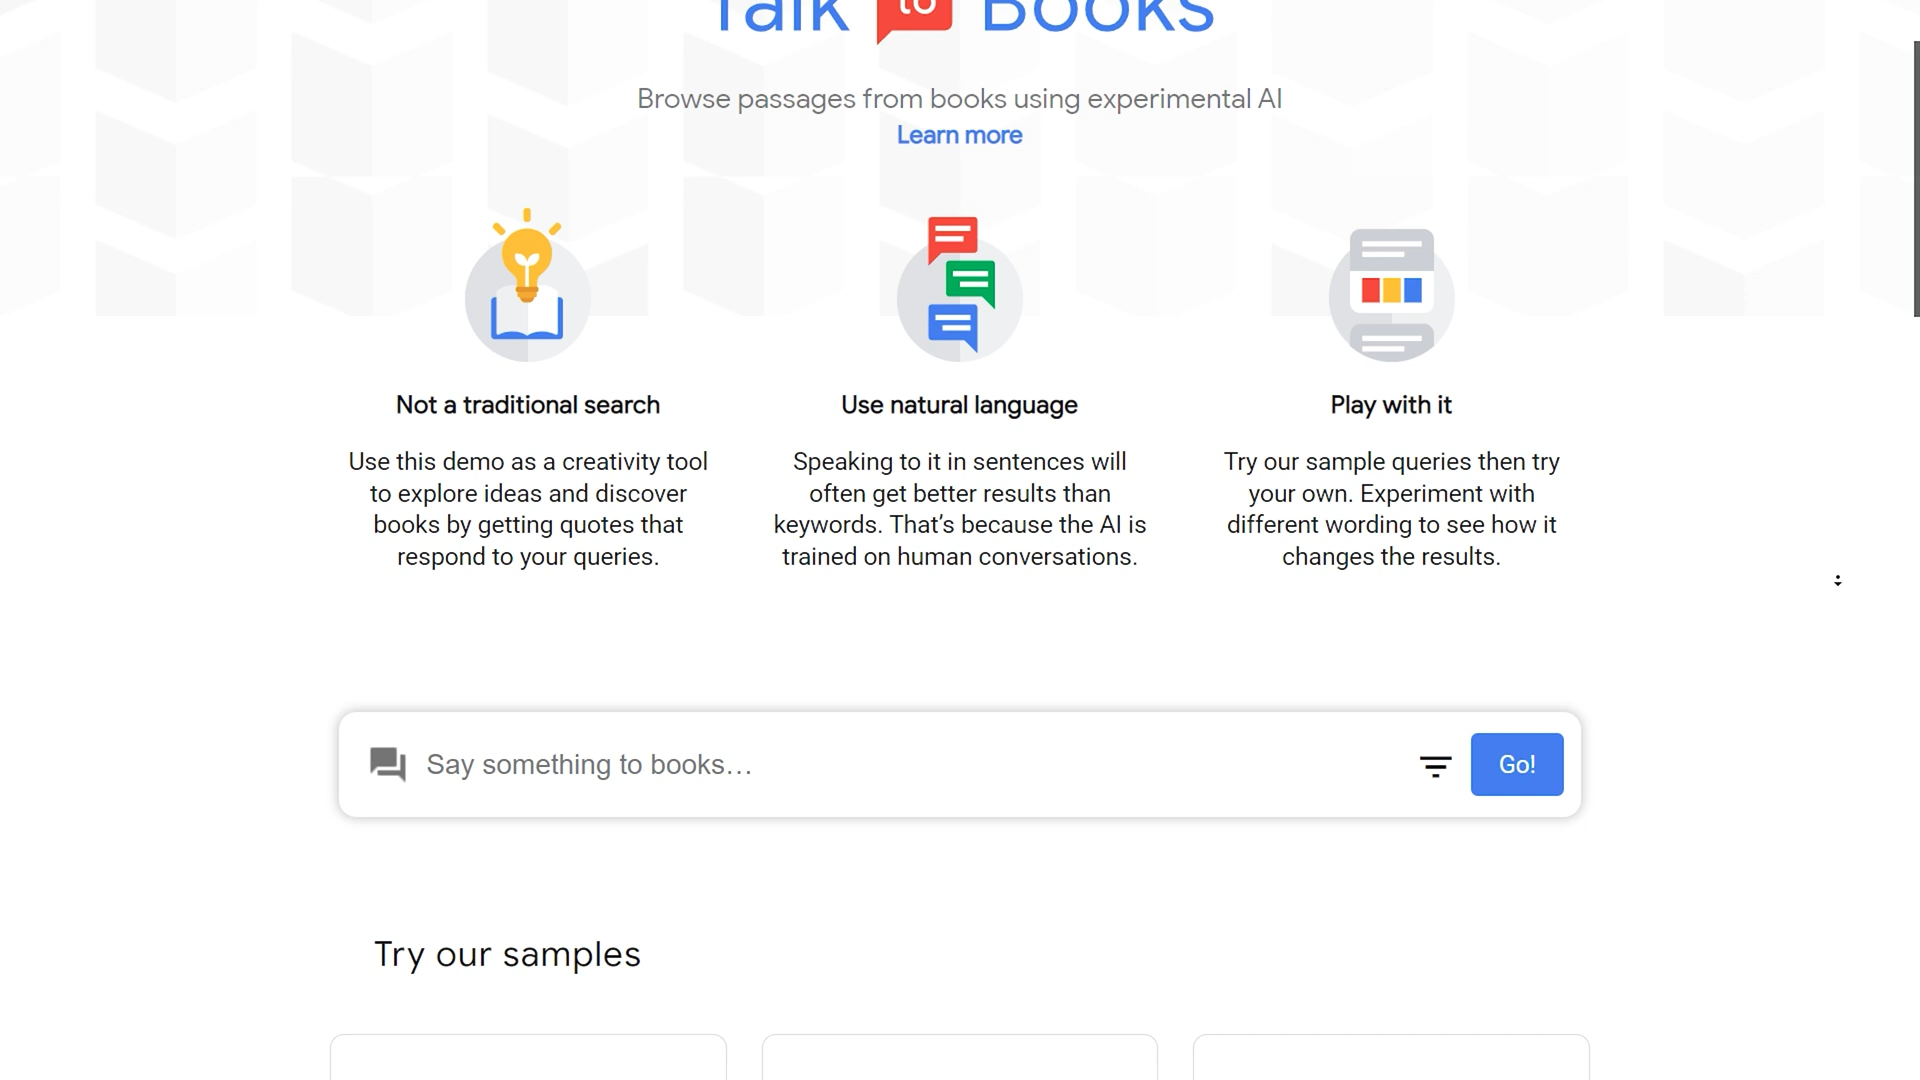 Talk to Books
Browse passages from books using experimental AI
Learn more
Not a traditional search
Use this demo as a creativity tool
to explore ideas and discover
books by getting quotes that
respond to your queries.
Use natural language
Speaking to it in sentences will
often get better results than
keywords. That’s because the AI is
trained on human conversations.
Play with it
Try our sample queries then try
your own. Experiment with
different wording to see how it
changes the results.
Say something to books…
Go!
Try our samples